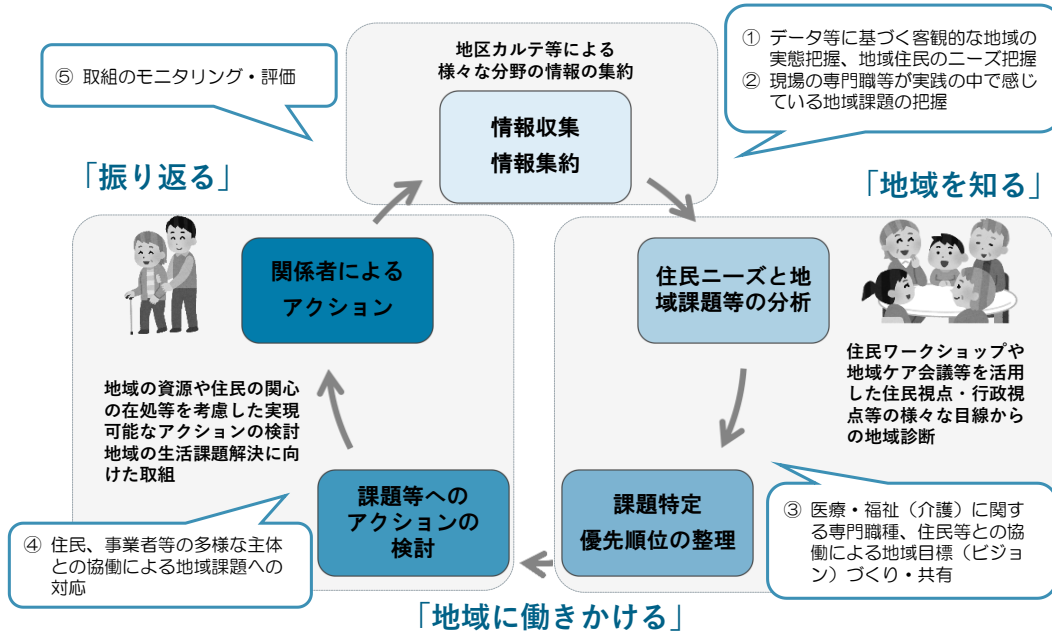 地区カルテ等による
様々な分野の情報の集約
情報収集
情報集約
① データ等に基づく客観的な地域の
実態把握、地域住民のニーズ把握
② 現場の専門職等が実践の中で感じ
ている地域課題の把握
⑤ 取組のモニタリング・評価
「振り返る」
「地域を知る」
関係者による
アクション
住民ニーズと地
域課題等の分析
住民ワークショップや
地域ケア会議等を活用
した住民視点・行政視
点等の様々な目線から
の地域診断
地域の資源や住民の関心
の在処等を考慮した実現
可能なアクションの検討
地域の生活課題解決に向
けた取組
課題等への
アクションの
検討
課題特定
優先順位の整理
③ 医療・福祉（介護）に関す
る専門職種、住民等との協
働による地域目標（ビジョ
ン）づくり・共有
④ 住民、事業者等の多様な主体
との協働による地域課題への
対応
「地域に働きかける」